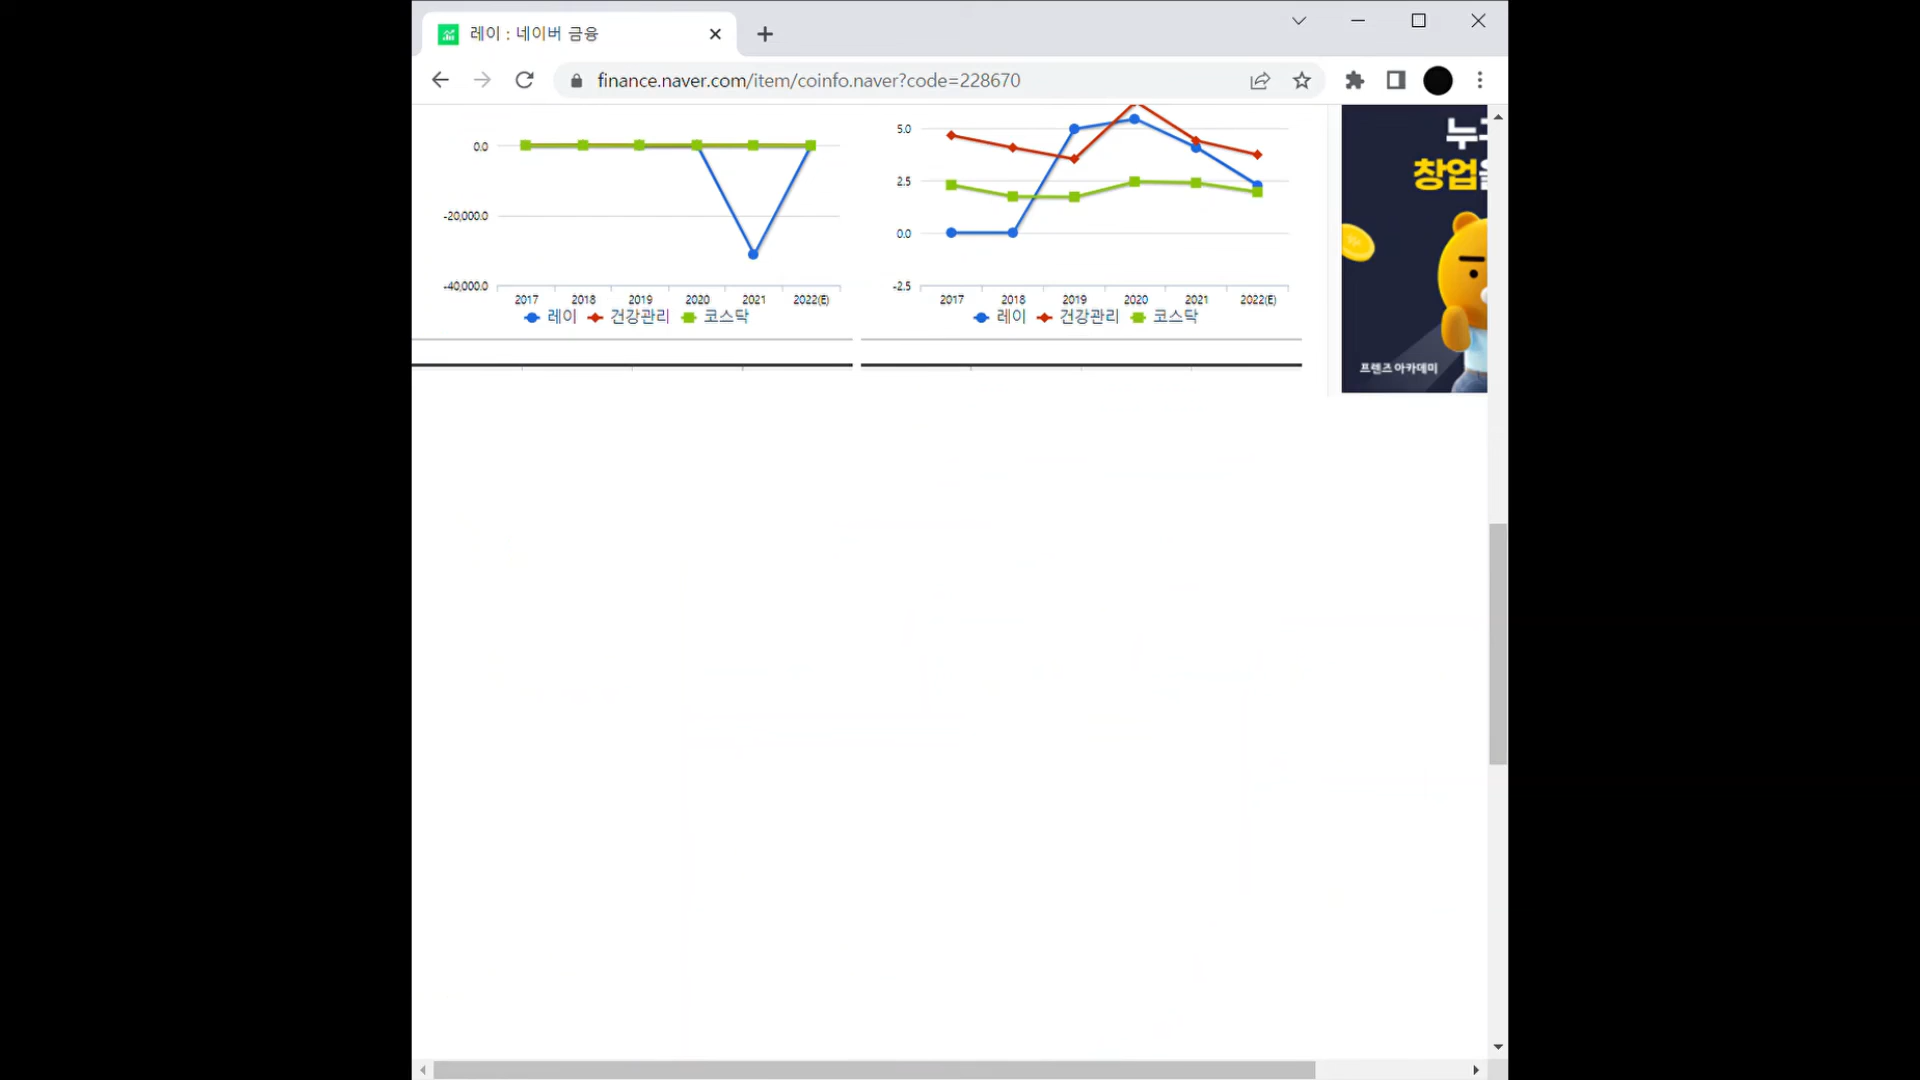 레이 : 네이버 금융
finance.naver.com/item/coinfo.naver?code=228670
0.0
-20,000.0
-40,000.0
2017 2018 2019 2020 2021 2022(E)
레이 건강관리 코스닥
5.0
2.5
0.0
-2.5
2017 2018 2019 2020 2021 2022(E)
레이 건강관리 코스닥
창업
프렌즈 아카데미